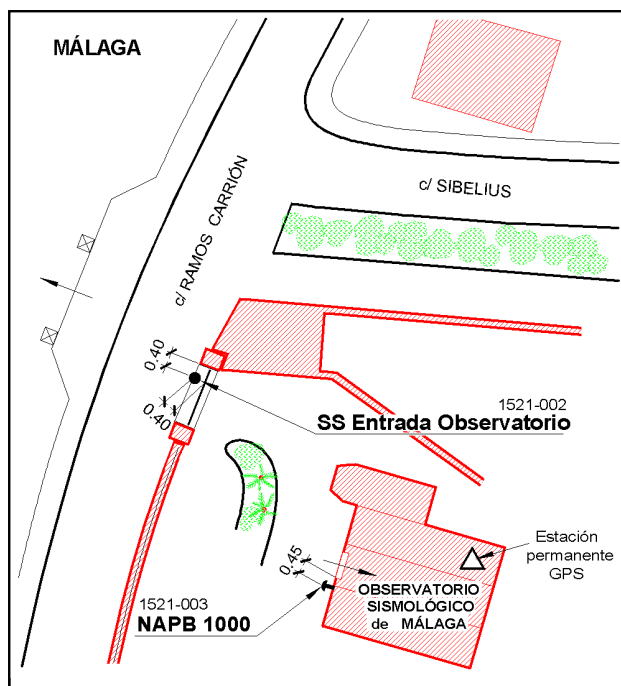 MÁLAGA
c/ SIBELIUS
c/ RAMOS CARRIÓN
0.40
0.40
1521-002
SS Entrada Observatorio
0.45
Estación
permanente
GPS
OBSERVATORIO
SISMOLÓGICO
de MÁLAGA
1521-003
NAPB 1000